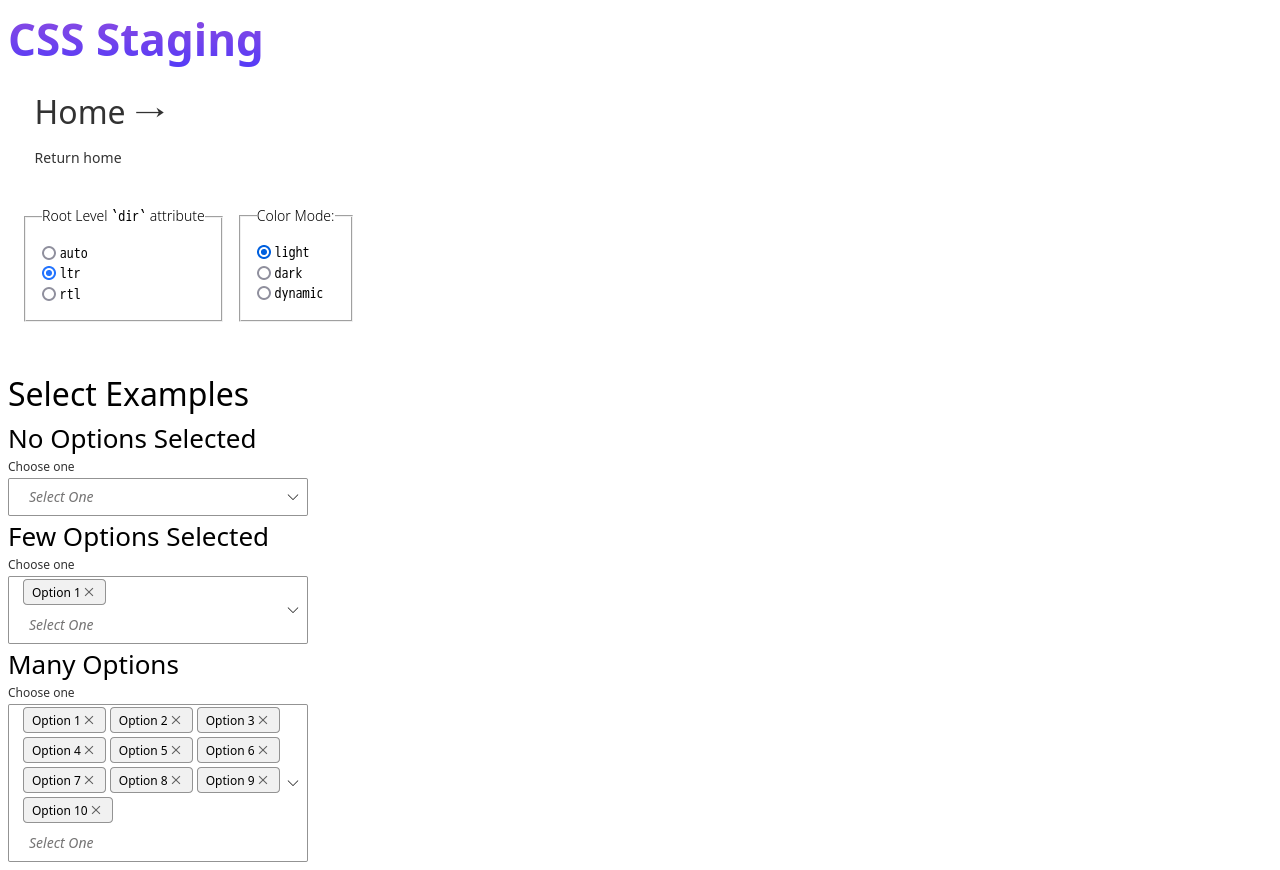 CSS Staging
Home →
Return home
Root Level `dir` attribute
auto
ltr
rtl
Color Mode:
light
dark
dynamic
Select Examples
No Options Selected
Choose one
Select One
Few Options Selected
Choose one
Option 1
Select One
Many Options
Choose one
Option 1 Option 2 Option 3
Option 4 Option 5 Option 6
Option 7 Option 8 Option 9
Option 10
Select One